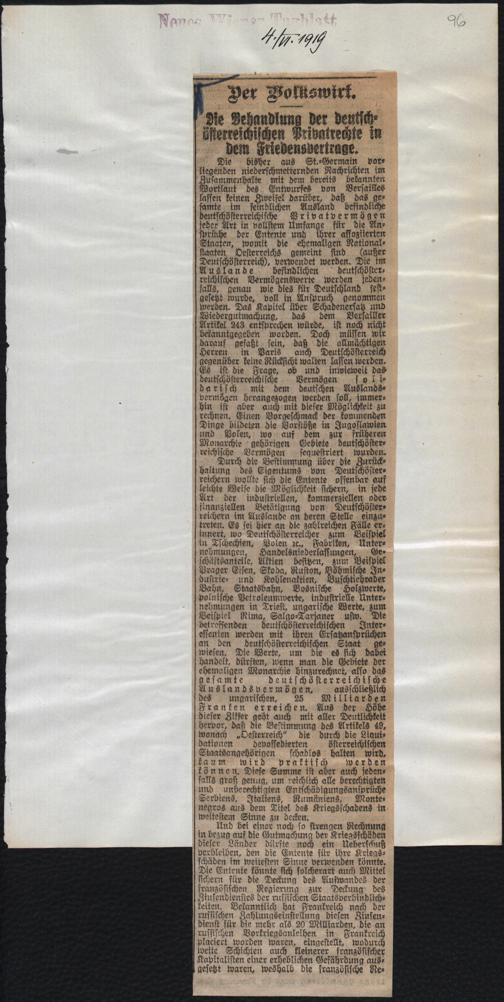 Neues Wiener Tagblatt
4./VI. 1919
96
Der Volkswirt.
Die Behandlung der deutsch-
österreichischen Privatrechte in
dem Friedensvertrage.
Die bisher aus St.-Germain vor-
liegenden niederschmetternden Nachrichten im
Zusammenhalte mit dem bereits bekannten
Wortlaut des Entwurfes von Versailles
lassen keinen Zweifel darüber, daß das ge-
samte im feindlichen Ausland befindliche
deutschösterreichische Privatvermögen
jeder Art in vollstem Umfange für die An-
sprüche der Entente und ihrer assoziierten
Staaten, womit die ehemaligen National-
staaten Oesterreichs gemeint sind (außer
Deutschösterreich), verwendet werden. Die im
Auslande befindlichen deutschöster-
reichischen Vermögenswerte werden jeden-
falls, genau wie dies für Deutschland fest-
gesetzt wurde, voll in Anspruch genommen
werden. Das Kapitel über Schadenersatz und
Wiedergutmachung, das dem Versailler
Artikel 243 entsprechen würde, ist noch nicht
bekanntgegeben worden. Doch müssen wir
darauf gefaßt sein, daß die allmächtigen
Herren in Paris auch Deutschösterreich
gegenüber keine Rücksicht walten lassen werden.
Es ist die Frage, ob und inwieweit das
deutschösterreichische Vermögen soli-
darisch mit dem deutschen Auslands-
vermögen herangezogen werden soll, immer-
hin ist aber auch mit dieser Möglichkeit zu
rechnen. Einen Vorgeschmack der kommenden
Dinge bildeten die Vorstöße in Jugoslawien
und Polen, wo auf dem zur früheren
Monarchie gehörigen Gebiete deutschöster-
reichische Vermögen sequestriert wurden.
Durch die Bestimmung über die Zurück-
haltung des Eigentums von Deutschöster-
reichern wollte sich die Entente offenbar auf
leichte Weise die Möglichkeit sichern, in jede
Art der industriellen, kommerziellen oder
finanziellen Betätigung von Deutschöster-
reichern im Auslande an deren Stelle einzu-
treten. Es sei hier an die zahlreichen Fälle er-
innert, wo Deutschösterreicher zum Beispiel
in Tschechien, Polen ec., Fabriken, Unter-
nehmungen, Handelsniederlassungen, Ge-
schäftsanteile, Aktien besitzen, zum Beispiel
Prager Eisen, Skoda, Ruston, Böhmische In-
dustrie- und Kohlenaktien, Buschtiehrader
Bahn, Staatsbahn, Bosnische Holzwerte,
polnische Petroleumwerte, industrielle Unter-
nehmungen in Triest, ungarische Werte, zum
Beispiel Rima, Salgo-Tarjaner usw. Die
betroffenden deutschösterreichischen Inter-
essenten werden mit ihren Ersatzansprüchen
an den deutschösterreichischen Staat ge-
wiesen. Die Werte, um die es sich dabei
handelt, dürften, wenn man die Gebiete der
ehemaligen Monarchie hinzurechnet, also das
gesamte deutschösterreichische
Auslandsvermögen, ausschließlich
des ungarischen, 25 Milliarden
Franken erreichen. Aus der Höhe
dieser Ziffer geht auch mit aller Deutlichkeit
hervor, daß die Bestimmung des Artikels 49,
wonach „Oesterreich" die durch die Liqui-
dationen depossedierten österreichischen
Staatsangehörigen schadlos halten wird,
kaum wird praktisch werden
können. Diese Summe ist aber auch jeden-
falls groß genug, um reichlich alle berechtigten
und unberechtigten Entschädigungsansprüche
Serbiens, Italiens, Rumäniens, Monte-
negros aus dem Titel des Kriegsschadens in
weitestem Sinne zu decken.
Und bei einer noch so strengen Rechnung
in bezug auf die Gutmachung der Kriegsschäden
dieser Länder dürfte noch ein Ueberschuß
verbleiben, den die Entente für ihre Kriegs-
schäden im weitesten Sinne verwenden könnte.
Die Entente könnte sich solcherart auch Mittel
sichern für die Deckung des Aufwandes der
französischen Regierung zur Deckung des
Zinsendienstes der russischen Staatsverbindlich-
keiten. Bekanntlich hat Frankreich nach der
russischen Zahlungseinstellung diesen Zinsen-
dienst für die mehr als 20 Milliarden, die an
russischen Vorkriegsanleihen in Frankreich
placiert worden waren, eingestellt, wodurch
weite Schichten auch kleinerer französischer
Kapitalisten einer erheblichen Gefährdung aus-
gesetzt waren, weshalb die französische Re-